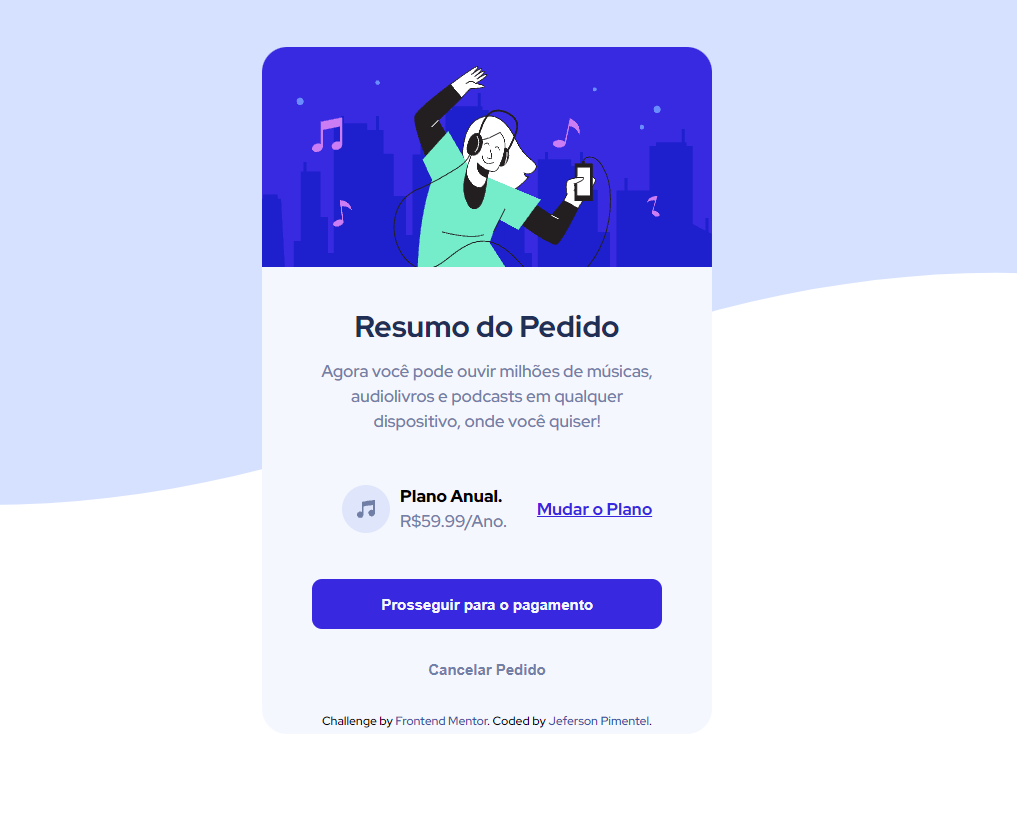 Resumo do Pedido
Agora você pode ouvir milhões de músicas,
audiolivros e podcasts em qualquer
dispositivo, onde você quiser!
Plano Anual.
R$59.99/Ano.
Mudar o Plano
Prosseguir para o pagamento
Cancelar Pedido
Challenge by Frontend Mentor. Coded by Jeferson Pimentel.